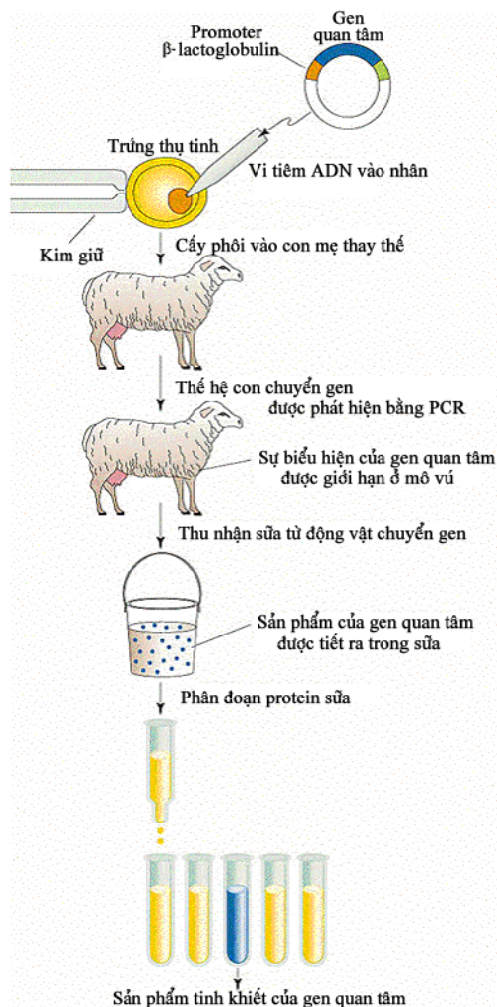 Promoter
β-lactoglobulin
Gen
quan tâm
Trứng thụ tinh
Vi tiêm ADN vào nhân
Kim giữ
Cấy phôi vào con mẹ thay thế
Thế hệ con chuyển gen
được phát hiện bằng PCR
Sự biểu hiện của gen quan tâm
được giới hạn ở mô vú
Thu nhận sữa từ động vật chuyển gen
Sản phẩm của gen quan tâm
được tiết ra trong sữa
Phân đoạn protein sữa
Sản phẩm tinh khiết của gen quan tâm